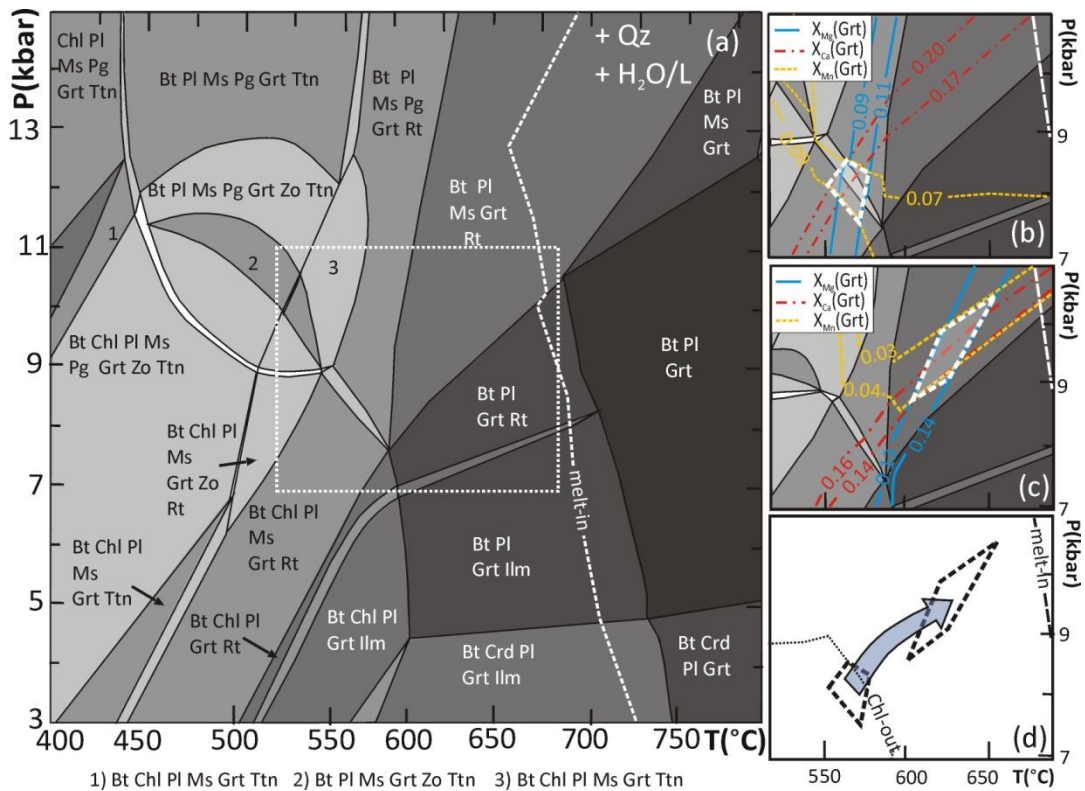 P(kbar)
13
11
9
7
5
3
400
450
500
550
600
650
700
T(°C)
(a)
+ Qz
+ H₂O/L
Chl Pl
Ms Pg
Grt Ttn
Bt Pl Ms Pg Grt Ttn
Bt Pl
Ms Pg
Grt Rt
Bt Pl
Ms
Grt
Bt Pl Ms Pg Grt Zo Ttn
Bt Pl
Ms Grt
Rt
1
2
3
Bt Chl Pl Ms
Pg Grt Zo Ttn
Bt Pl
Grt
Bt Pl
Grt Rt
Bt Chl Pl
Ms
Grt Zo
Rt
melt-in
Bt Chl Pl
Ms
Grt Rt
Bt Pl
Grt Ilm
Bt Chl Pl
Ms
Grt Ttn
Bt Chl Pl
Grt Rt
Bt Chl Pl
Grt Ilm
Bt Crd Pl
Grt Ilm
Bt Crd
Pl Grt
1) Bt Chl Pl Ms Grt Ttn 2) Bt Pl Ms Grt Zo Ttn 3) Bt Chl Pl Ms Grt Ttn
X_Mg(Grt)
X_Ca(Grt)
X_Mn(Grt)
0.20
0.17
0.09
0.11
0.09
0.07
(b)
P(kbar)
9
7
X_Mg(Grt)
X_Ca(Grt)
X_Mn(Grt)
0.03
0.04
0.16
0.14
0.14
(c)
P(kbar)
9
7
(d)
P(kbar)
melt-In
9
Chl-out
7
550
600
650
T(°C)